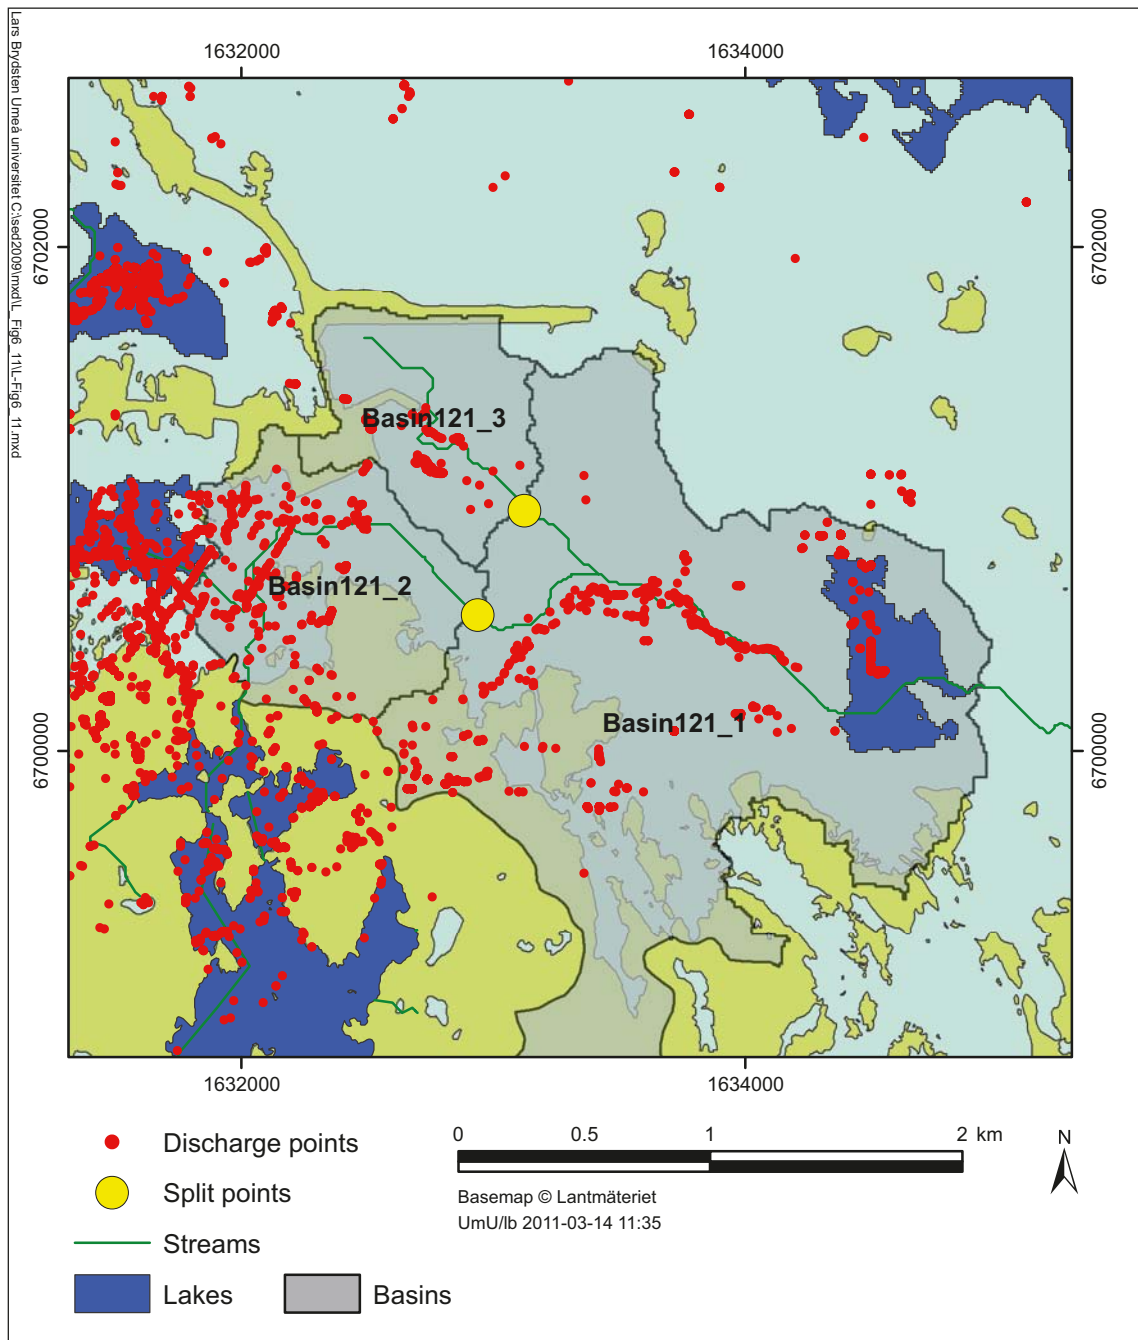 Lars Brydsten Umeå universitet C:\sed2009\mxd\L_Fig6_11\L-Fig6_11.mxd
1632000
1634000
6702000
6702000
Basin121_3
Basin121_2
Basin121_1
6700000
6700000
1632000
1634000
Discharge points
Split points
Streams
Lakes
Basins
0 0.5 1 2 km
N
Basemap © Lantmäteriet
UmU/lb 2011-03-14 11:35